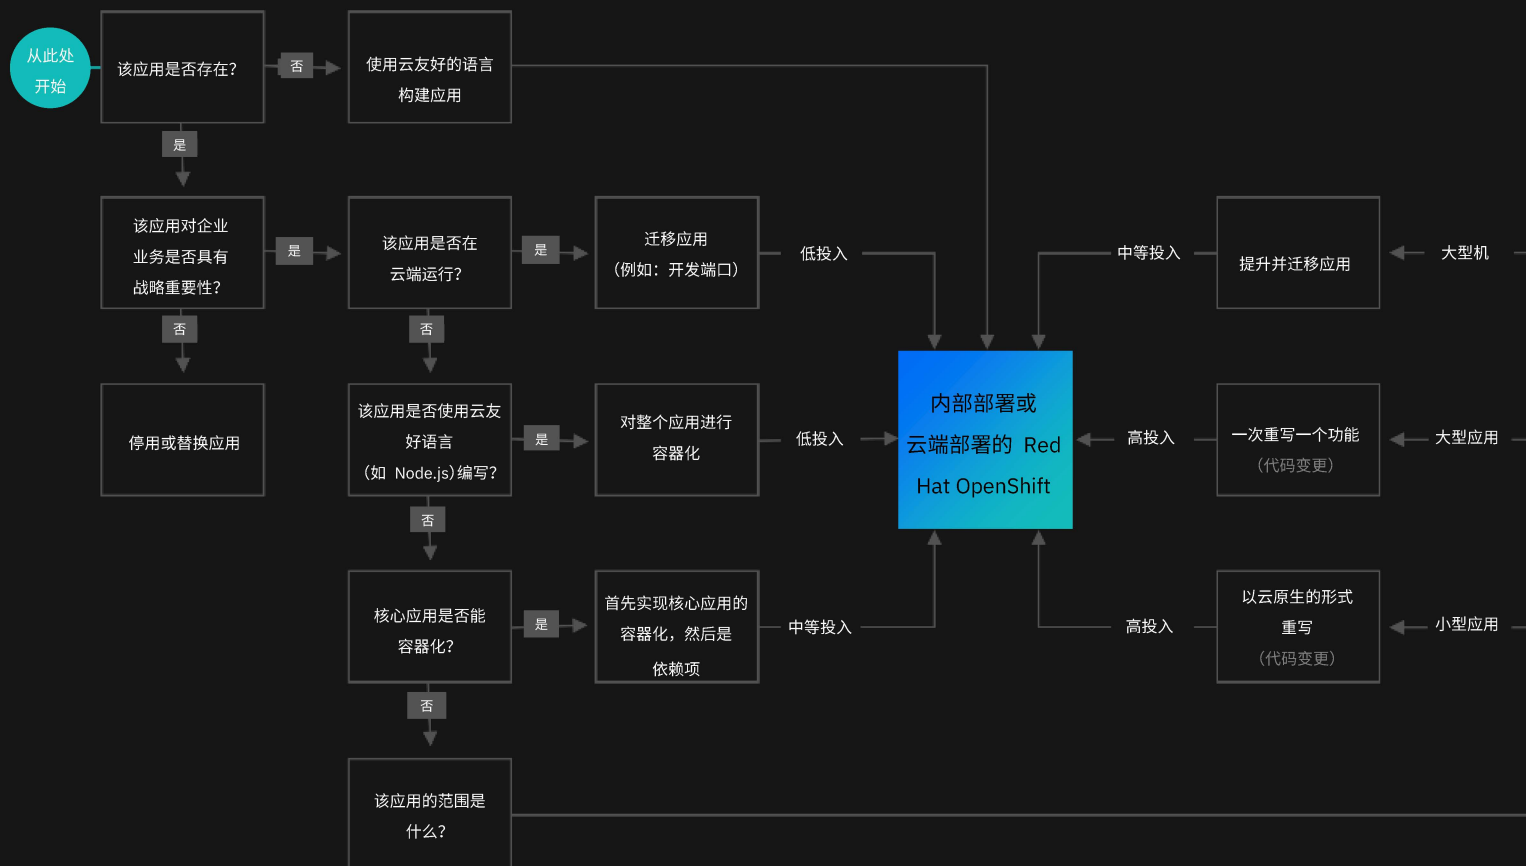 从此处
开始
该应用是否存在？
否
使用云友好的语言
构建应用
是
该应用对企业
业务是否具有
战略重要性？
是
该应用是否在
云端运行？
是
迁移应用
（例如：开发端口）
低投入
中等投入
提升并迁移应用
大型机
否
否
停用或替换应用
该应用是否使用云友
好语言
（如 Node.js）编写？
是
对整个应用进行
容器化
低投入
内部部署或
云端部署的 Red
Hat OpenShift
高投入
一次重写一个功能
（代码变更）
大型应用
否
核心应用是否能
容器化？
是
首先实现核心应用的
容器化，然后是
依赖项
中等投入
高投入
以云原生的形式
重写
（代码变更）
小型应用
否
该应用的范围是
什么？